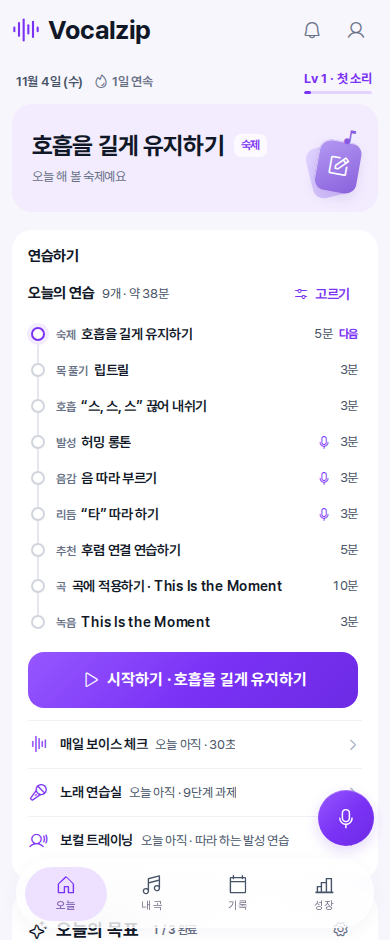 Vocalzip
11월 4일 (수) 1일 연속 Lv 1 · 첫 소리
호흡을 길게 유지하기 숙제
오늘 해 볼 숙제예요
연습하기
오늘의 연습 9개 · 약 38분 고르기
숙제 호흡을 길게 유지하기 5분 다음
목 풀기 립트릴 3분
호흡 “스, 스, 스” 끊어 내쉬기 3분
발성 허밍 롱톤 3분
음감 음 따라 부르기 3분
리듬 “타” 따라 하기 3분
추천 후렴 연결 연습하기 5분
곡 곡에 적용하기 · This Is the Moment 10분
녹음 This Is the Moment 3분
시작하기 · 호흡을 길게 유지하기
매일 보이스 체크 오늘 아직 · 30초
노래 연습실 오늘 아직 · 9단계 과제
보컬 트레이닝 오늘 아직 · 따라 하는 발성 연습
오늘 내 곡 기록 성장
오늘의 목표 1 / 3 완료